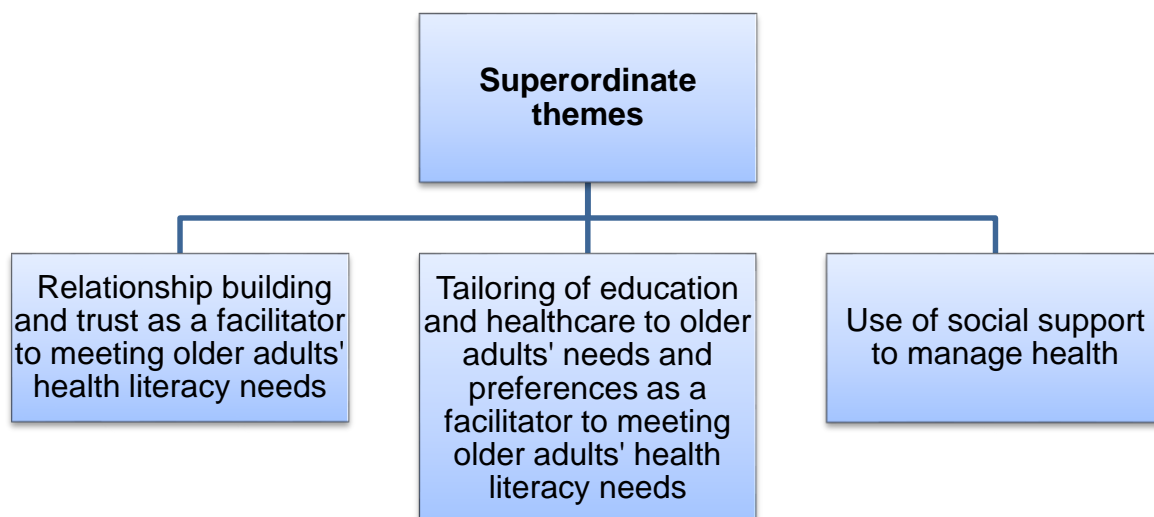 Superordinate
themes
Relationship building
and trust as a facilitator
to meeting older adults'
health literacy needs
Tailoring of education
and healthcare to older
adults' needs and
preferences as a
facilitator to meeting
older adults' health
literacy needs
Use of social support
to manage health